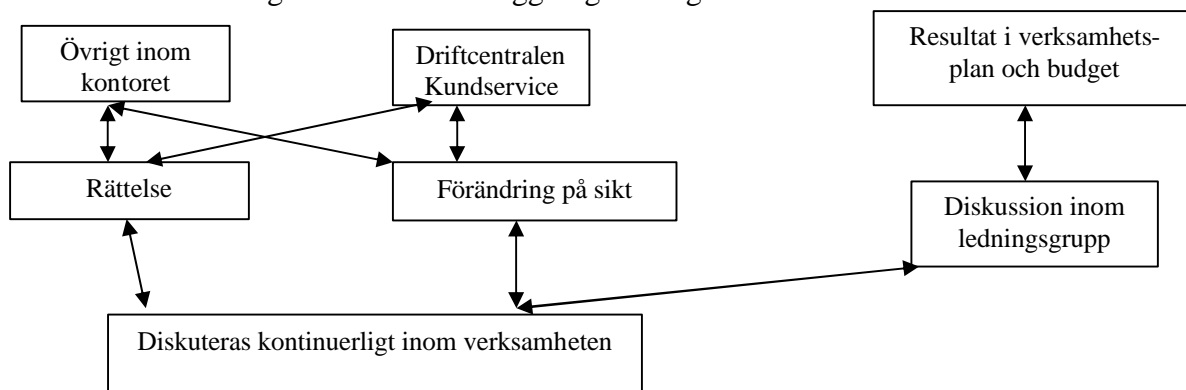 Övrigt inom
kontoret
Driftcentralen
Kundservice
Resultat i verksamhets-
plan och budget
Rättelse
Förändring på sikt
Diskussion inom
ledningsgrupp
Diskuteras kontinuerligt inom verksamheten